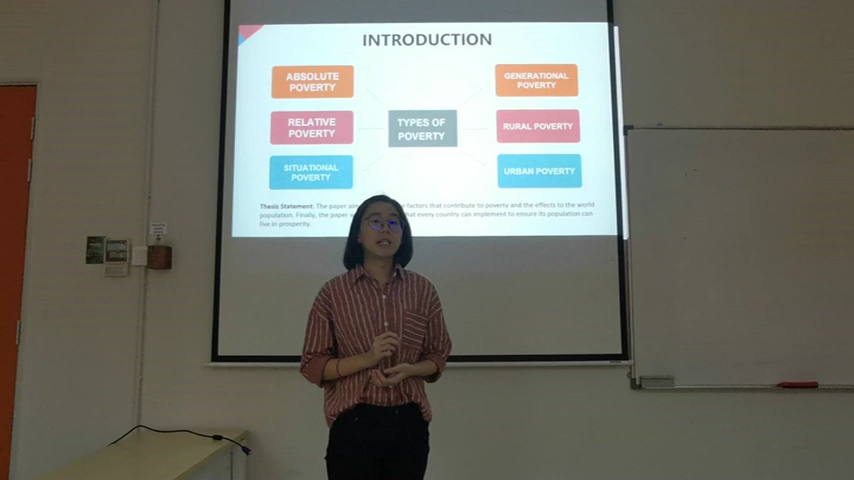 INTRODUCTION
ABSOLUTE
POVERTY
RELATIVE
POVERTY
SITUATIONAL
POVERTY
TYPES OF
POVERTY
GENERATIONAL
POVERTY
RURAL POVERTY
URBAN POVERTY
Thesis Statement: The paper factors that contribute to poverty and the effects to the world
population. Finally, the paper that every country can implement to ensure its population can
live in prosperity.